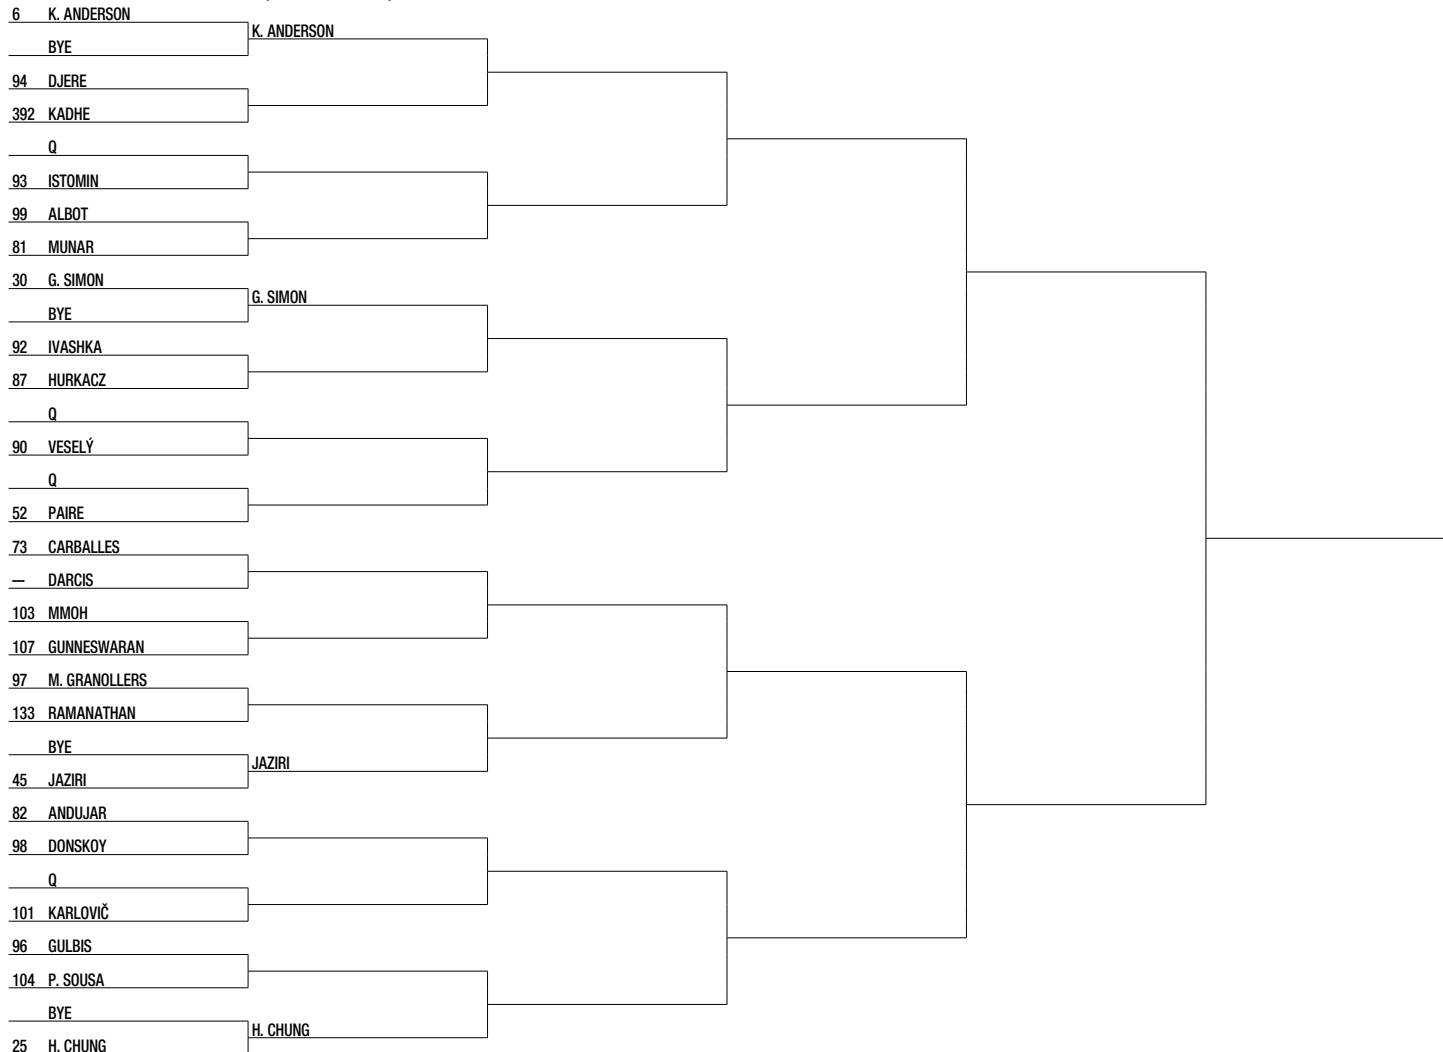 6 K. ANDERSON
K. ANDERSON
BYE
94 DJERE
392 KADHE
Q
93 ISTOMIN
99 ALBOT
81 MUNAR
30 G. SIMON
G. SIMON
BYE
92 IVASHKA
87 HURKACZ
Q
90 VESELÝ
Q
52 PAIRE
73 CARBALLES
— DARCIS
103 MMOH
107 GUNNESWARAN
97 M. GRANOLLERS
133 RAMANATHAN
BYE
JAZIRI
45 JAZIRI
82 ANDUJAR
98 DONSKOY
Q
101 KARLOVIČ
96 GULBIS
104 P. SOUSA
BYE
H. CHUNG
25 H. CHUNG